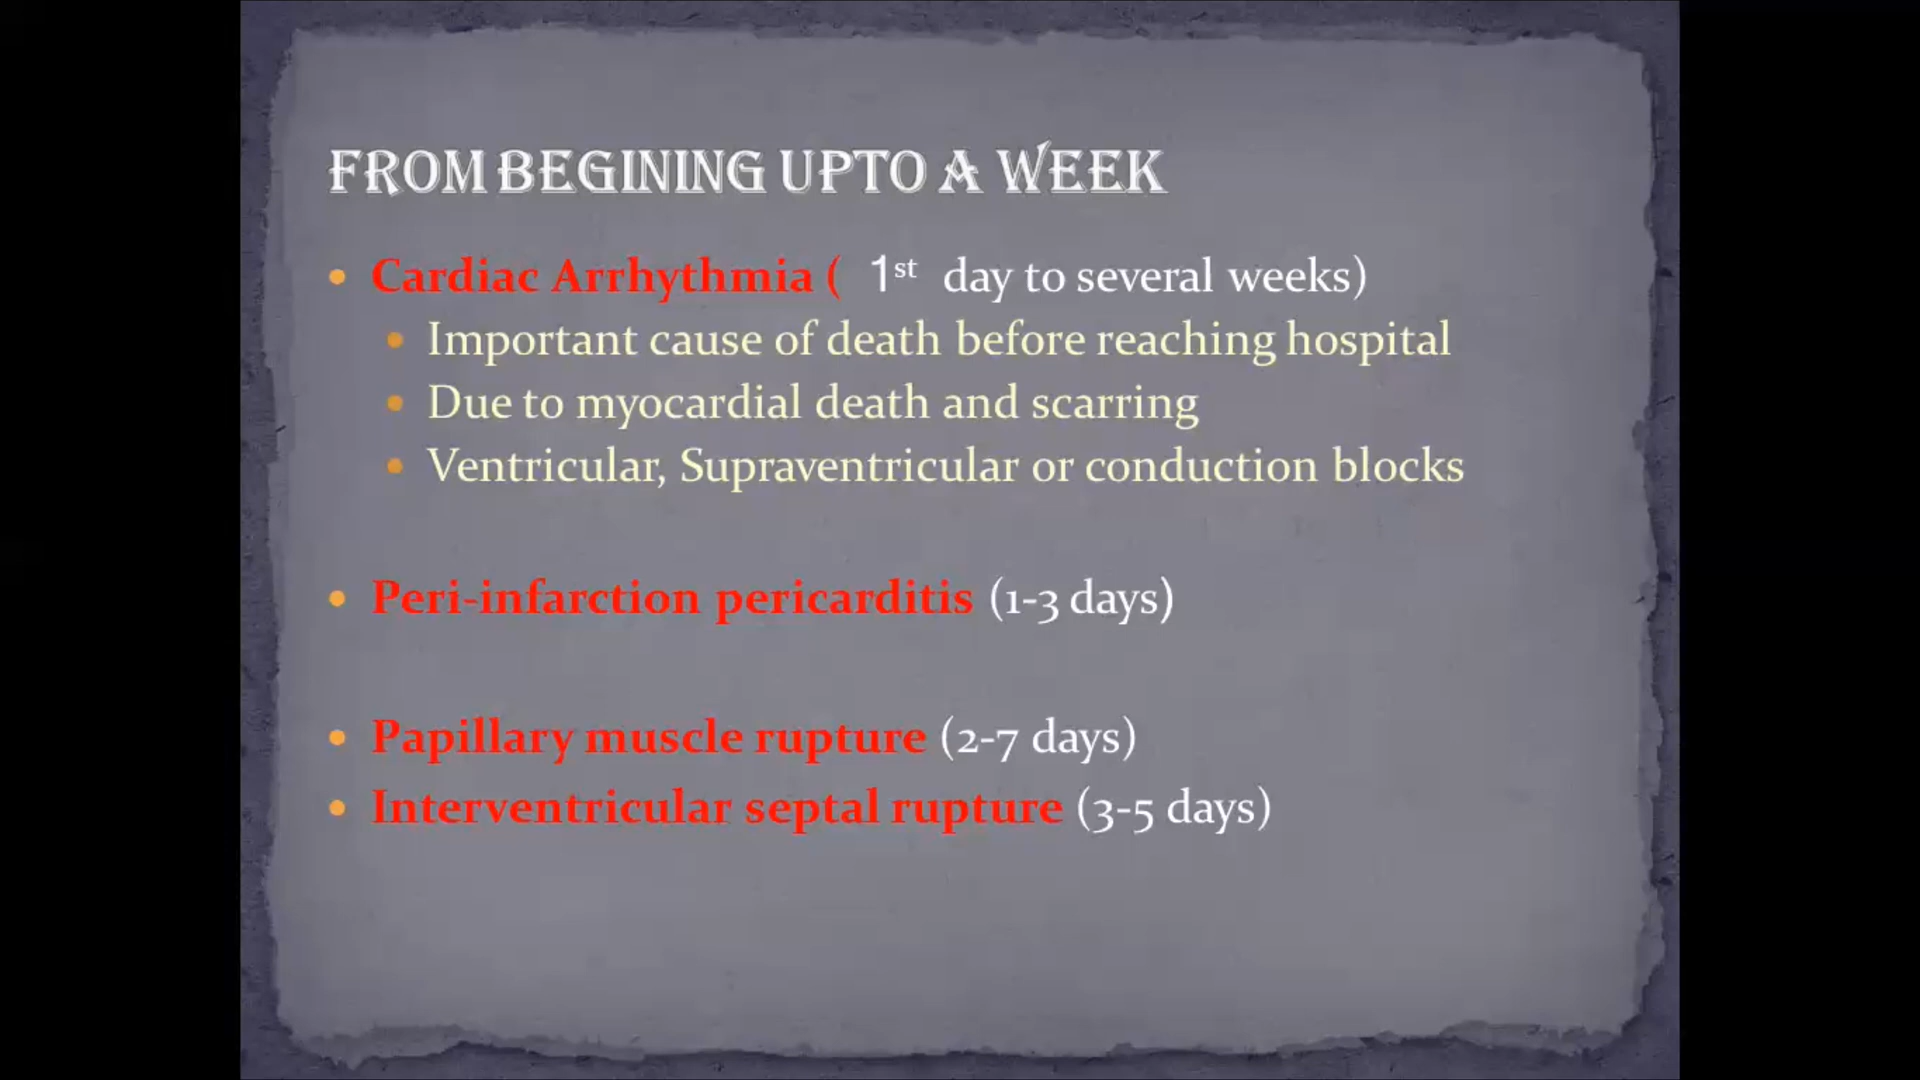 FROM BEGINING UPTO A WEEK
• Cardiac Arrhythmia ( 1st day to several weeks)
• Important cause of death before reaching hospital
• Due to myocardial death and scarring
• Ventricular, Supraventricular or conduction blocks
• Peri-infarction pericarditis (1-3 days)
• Papillary muscle rupture (2-7 days)
• Interventricular septal rupture (3-5 days)